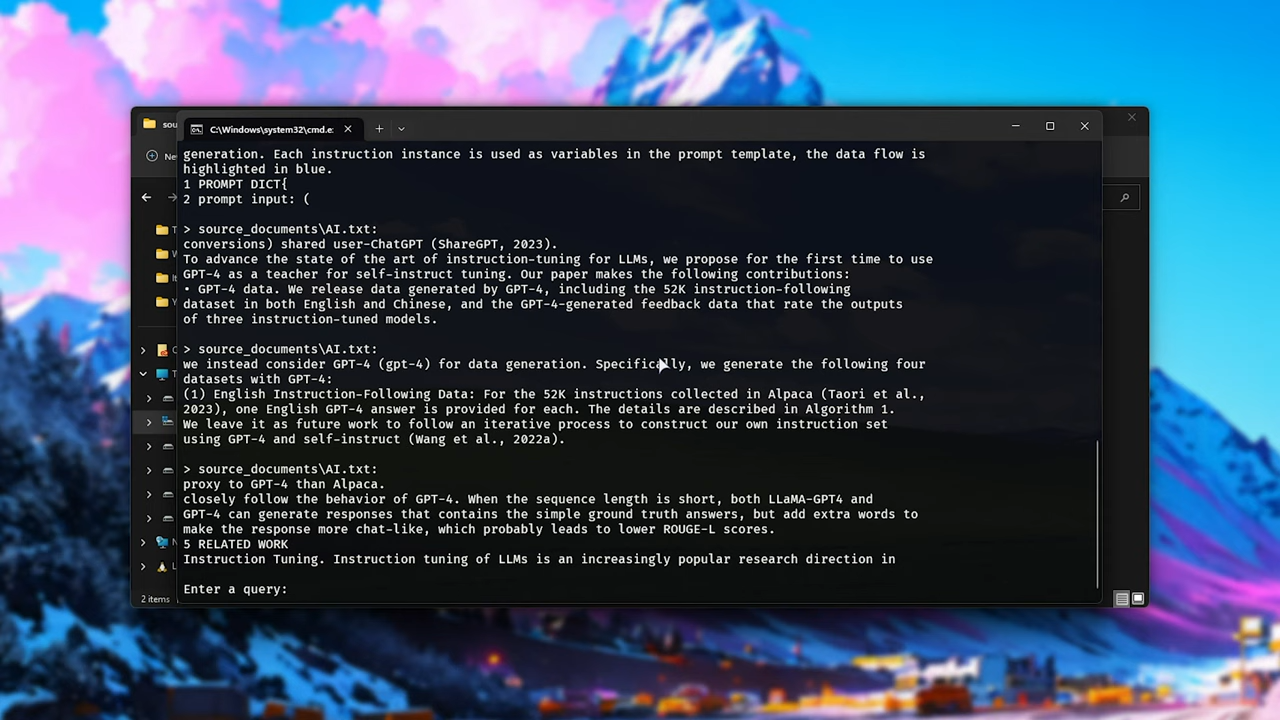 sou
C:\Windows\system32\cmd.e:
Ne
generation. Each instruction instance is used as variables in the prompt template, the data flow is
highlighted in blue.
1 PROMPT DICT{
2 prompt input: (
> source_documents\AI.txt:
conversions) shared user-ChatGPT (ShareGPT, 2023).
To advance the state of the art of instruction-tuning for LLMs, we propose for the first time to use
GPT-4 as a teacher for self-instruct tuning. Our paper makes the following contributions:
• GPT-4 data. We release data generated by GPT-4, including the 52K instruction-following
dataset in both English and Chinese, and the GPT-4-generated feedback data that rate the outputs
of three instruction-tuned models.
> source_documents\AI.txt:
we instead consider GPT-4 (gpt-4) for data generation. Specifically, we generate the following four
datasets with GPT-4:
(1) English Instruction-Following Data: For the 52K instructions collected in Alpaca (Taori et al.,
2023), one English GPT-4 answer is provided for each. The details are described in Algorithm 1.
We leave it as future work to follow an iterative process to construct our own instruction set
using GPT-4 and self-instruct (Wang et al., 2022a).
> source_documents\AI.txt:
proxy to GPT-4 than Alpaca.
closely follow the behavior of GPT-4. When the sequence length is short, both LLaMA-GPT4 and
GPT-4 can generate responses that contains the simple ground truth answers, but add extra words to
make the response more chat-like, which probably leads to lower ROUGE-L scores.
5 RELATED WORK
Instruction Tuning. Instruction tuning of LLMs is an increasingly popular research direction in
Enter a query:
2 items